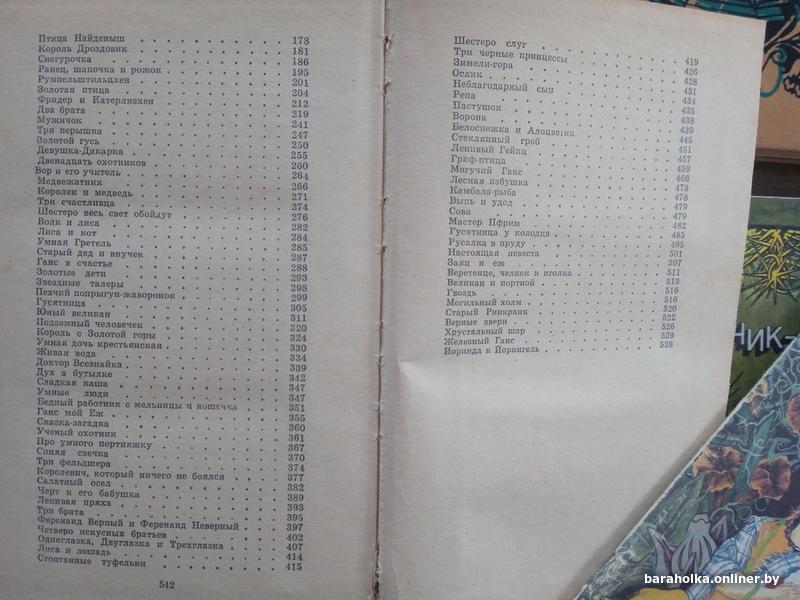 Птица Найденыш 178
Король Дроздовик 181
Снегурочка 186
Ранец, шапочка и рожок 195
Румпельштильцхен 201
Золотая птица 204
Фридер и Катерлизхен 212
Два брата 219
Мужичок 241
Три перышка 247
Золотой гусь 250
Девушка-Дикарка 255
Двенадцать охотников 260
Вор и его учитель 264
Медвежатник 266
Королек и медведь 271
Три счастливца 274
Шестеро весь свет обойдут 276
Волк и лиса 282
Лиса и кот 284
Умная Гретель 285
Старый дед и внучек 287
Ганс в счастье 288
Золотые дети 293
Звездные талеры 298
Певчий попрыгун-жаворонок 299
Гусятница 305
Юный великан 311
Подземный человечек 320
Король с Золотой горы 324
Умная дочь крестьянская 330
Живая вода 334
Доктор Всезнайка 339
Дух в бутылке 342
Сладкая каша 347
Умные люди 347
Бедный работник с мельницы и кошечка 351
Ганс мой Еж 355
Сказка-загадка 360
Ученый охотник 361
Про умного портняжку 367
Синяя свечка 370
Три фельдшера 374
Королевич, который ничего не боялся 377
Салатный осел 382
Черт и его бабушка 389
Ленивая пряха 393
Три брата 395
Ференанд Верный и Ференанд Неверный 397
Четверо искусных братьев 402
Одноглазка, Двуглазка и Трехглазка 407
Лиса и лошадь 414
Стоптанные туфельки 415
542
Шестеро слуг 419
Три черные принцессы 426
Зимели-гора 428
Ослик 431
Неблагодарный сын 434
Репа 435
Пастушок 438
Ворона 439
Белоснежка и Алоцветик 445
Стеклянный гроб 451
Ленивый Гейнц 457
Гриф-птица 459
Могучий Ганс 466
Лесная избушка 473
Камбала-рыба 478
Выпь и удод 479
Сова 479
Мастер Пфрим 482
Гусятница у колодца 485
Русалка в пруду 495
Настоящая невеста 501
Заяц и еж 507
Веретенце, челнок и иголка 511
Великан и портной 513
Гвоздь 516
Могильный холм 516
Старый Ринкранк 520
Верные звери 522
Хрустальный шар 526
Железный Ганс 529
Йоринда и Йорингель 538
НИК-
baraholka.onliner.by